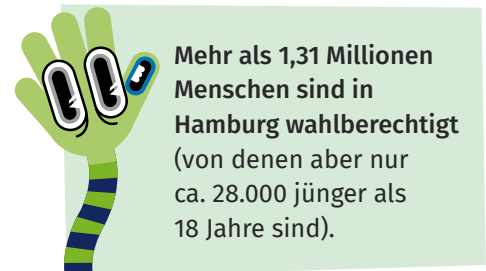 Mehr als 1,31 Millionen
Menschen sind in
Hamburg wahlberechtigt
(von denen aber nur
ca. 28.000 jünger als
18 Jahre sind).